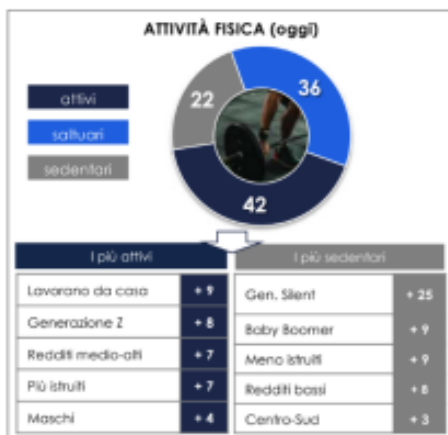 ATTIVITÀ FISICA (oggi)
attivi
saltuari
sedentari
22
36
42
I più attivi
Lavorano da casa + 9
Generazione Z + 8
Redditi medio-alti + 7
Più istruiti + 7
Maschi + 4
I più sedentari
Gen. Silent + 25
Baby Boomer + 9
Meno istruiti + 9
Redditi bassi + 8
Centro-Sud + 3